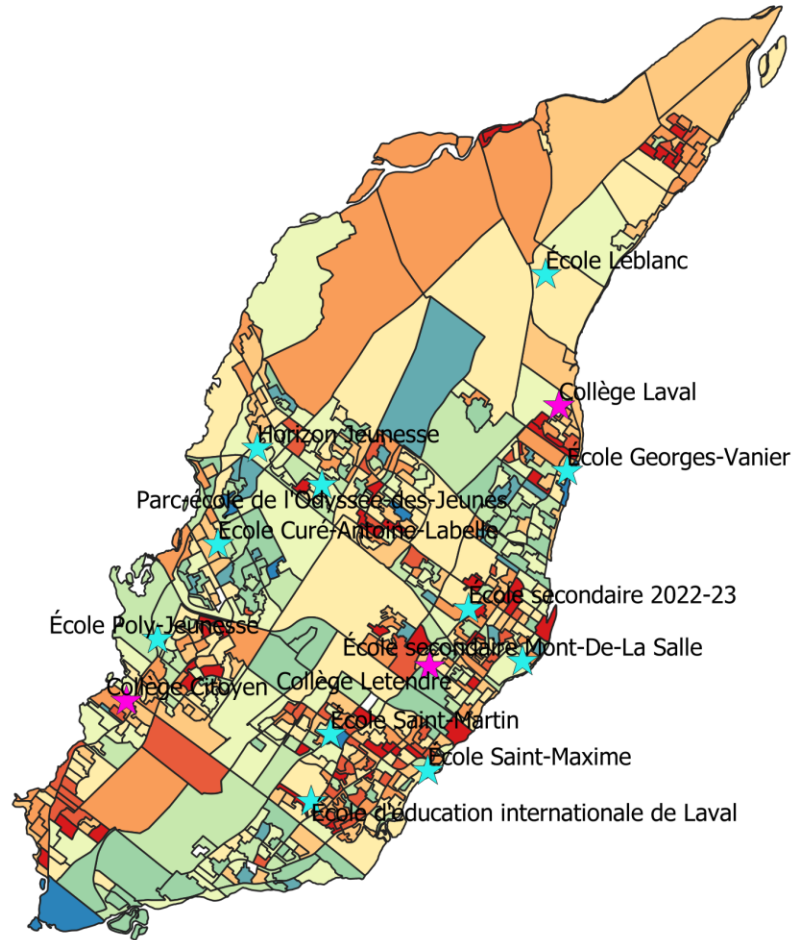 École Leblanc
Collège Laval
Horizon Jeunesse
École Georges-Vanier
Parc-école de l'Odyssée-des-Jeunes
École Curé-Antoine-Labelle
École secondaire 2022-23
École Poly-Jeunesse
École secondaire Mont-De-La Salle
Collège Citoyen
Collège Letendre
École Saint-Martin
École Saint-Maxime
École d'éducation internationale de Laval